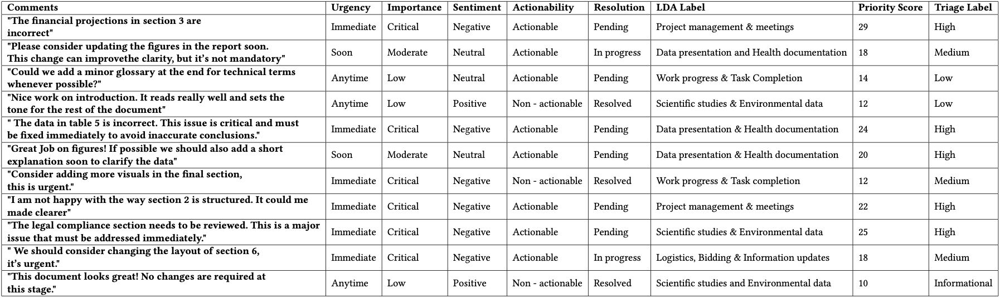 Comments Urgency Importance Sentiment Actionability Resolution LDA Label Priority Score Triage Label
"The financial projections in section 3 are
incorrect" Immediate Critical Negative Actionable Pending Project management & meetings 29 High
"Please consider updating the figures in the report soon.
This change can improvethe clarity, but it's not mandatory" Soon Moderate Neutral Actionable In progress Data presentation and Health documentation 18 Medium
"Could we add a minor glossary at the end for technical terms
whenever possible?" Anytime Low Neutral Actionable Pending Work progress & Task Completion 14 Low
"Nice work on introduction. It reads really well and sets the
tone for the rest of the document" Anytime Low Positive Non - actionable Resolved Scientific studies & Environmental data 12 Low
" The data in table 5 is incorrect. This issue is critical and must
be fixed immediately to avoid inaccurate conclusions." Immediate Critical Negative Actionable Pending Data presentation & Health documentation 24 High
"Great Job on figures! If possible we should also add a short
explanation soon to clarify the data" Soon Moderate Neutral Actionable Pending Data presentation & Health documentation 20 High
"Consider adding more visuals in the final section,
this is urgent." Immediate Critical Negative Non - actionable Resolved Work progress & Task completion 12 Medium
"I am not happy with the way section 2 is structured. It could me
made clearer" Immediate Critical Negative Actionable Pending Project management & meetings 22 High
"The legal compliance section needs to be reviewed. This is a major
issue that must be addressed immediately." Immediate Critical Negative Actionable Pending Scientific studies & Environmental data 25 High
" We should consider changing the layout of section 6,
it's urgent." Immediate Critical Negative Actionable In progress Logistics, Bidding & Information updates 18 Medium
"This document looks great! No changes are required at
this stage." Anytime Low Positive Non - actionable Resolved Scientific studies and Environmental data 10 Informational